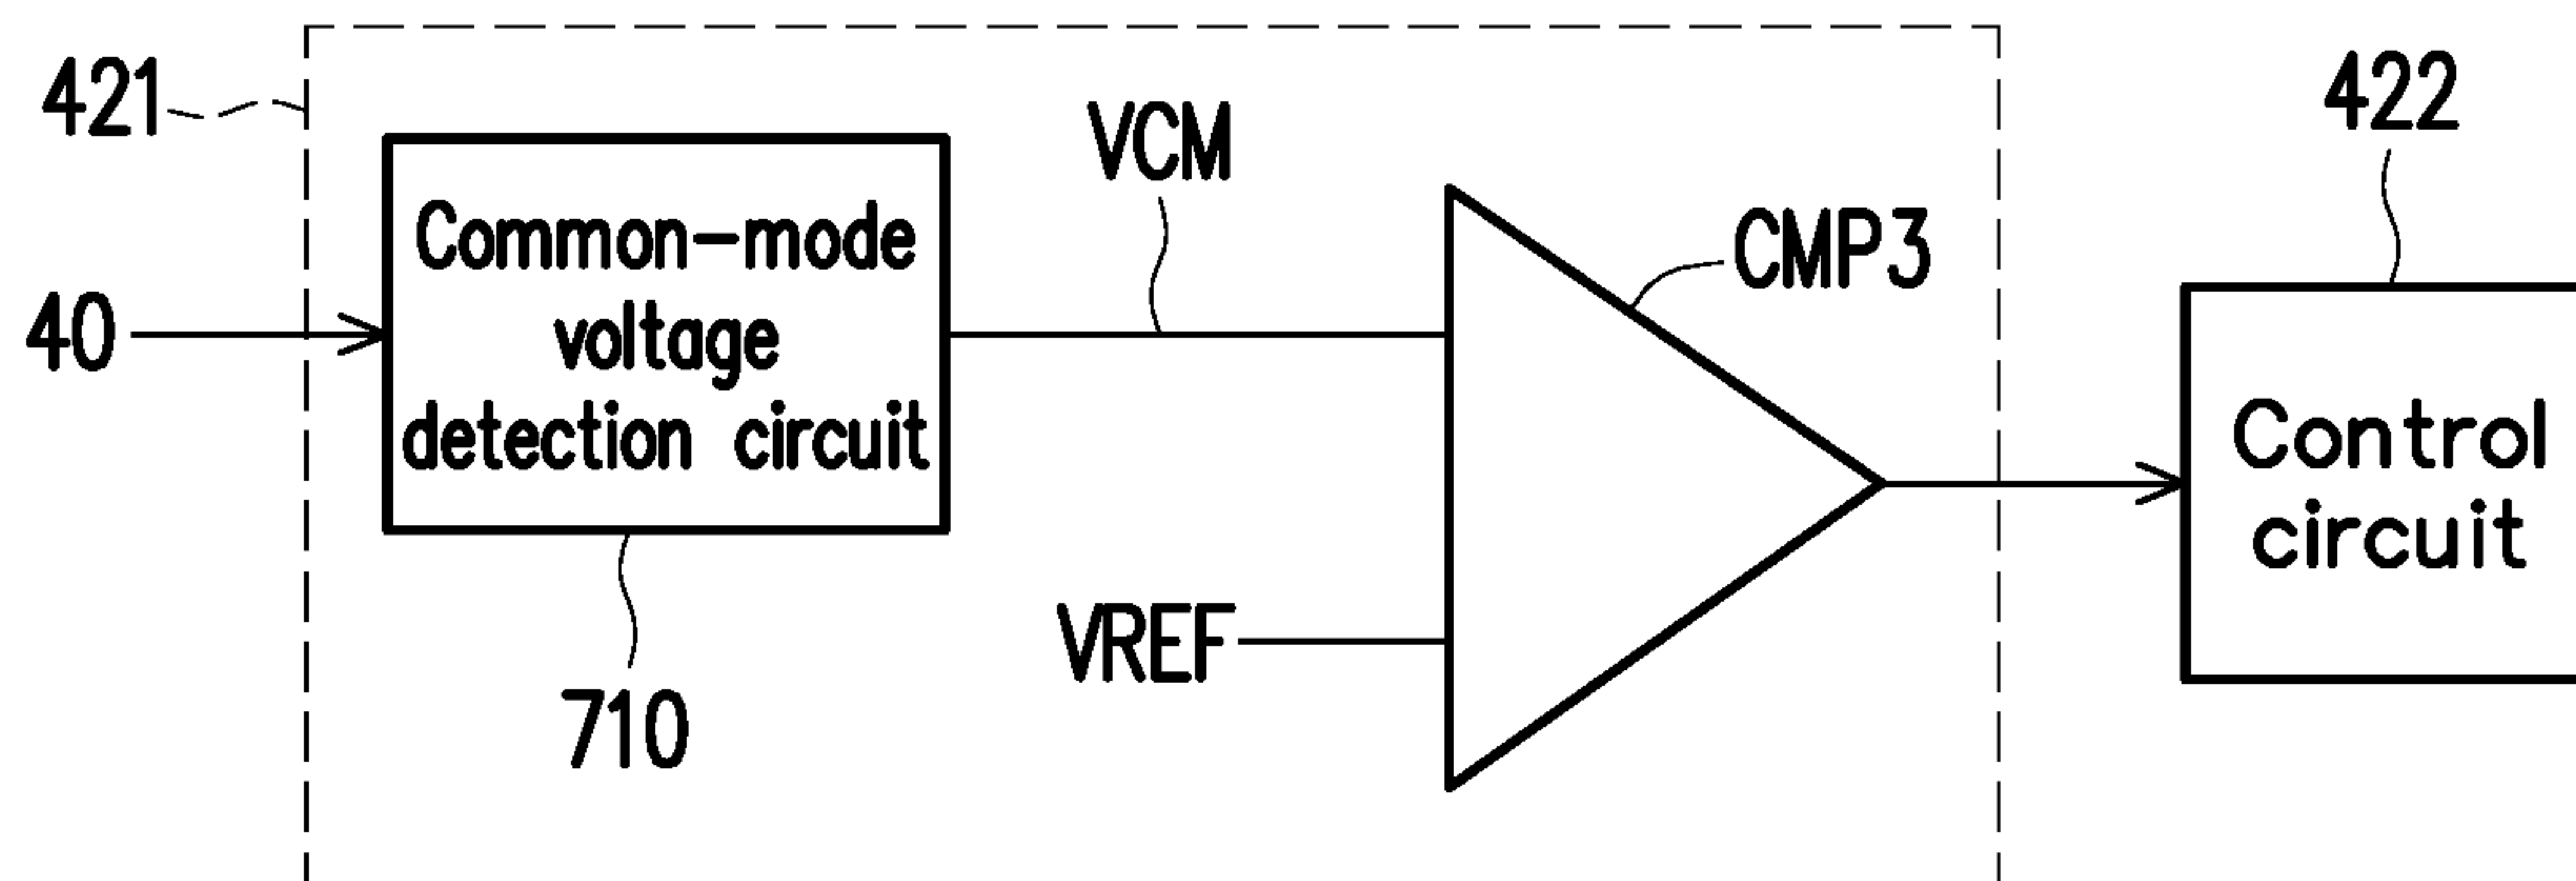 421
422
VCM
CMP3
Common-mode
voltage
detection circuit
40
Control
circuit
VREF
710